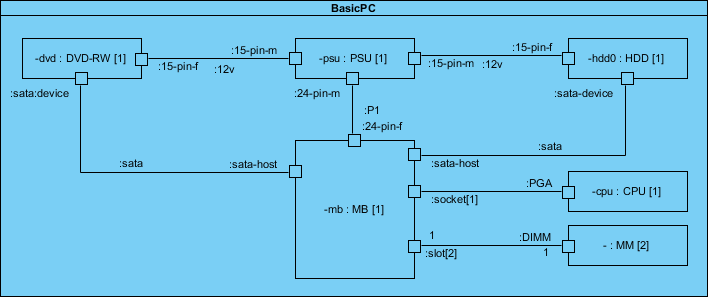 BasicPC
-dvd : DVD-RW [1]
:15-pin-m
:15-pin-f
:12v
-psu : PSU [1]
:15-pin-f
:15-pin-m
:12v
-hdd0 : HDD [1]
:sata:device
:24-pin-m
:sata-device
:P1
:24-pin-f
:sata
:sata-host
:sata
:sata-host
-mb : MB [1]
:PGA
:socket[1]
-cpu : CPU [1]
1
:DIMM
:slot[2]
1
- : MM [2]